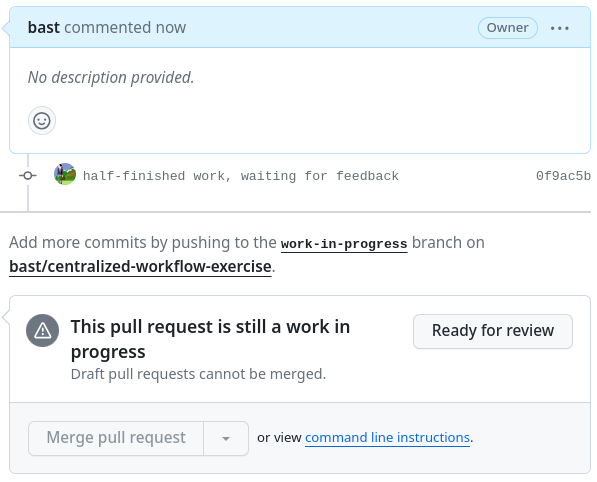 bast commented now
Owner
No description provided.
half-finished work, waiting for feedback
0f9ac5b
Add more commits by pushing to the work-in-progress branch on
bast/centralized-workflow-exercise.
This pull request is still a work in
progress
Draft pull requests cannot be merged.
Ready for review
Merge pull request
or view command line instructions.